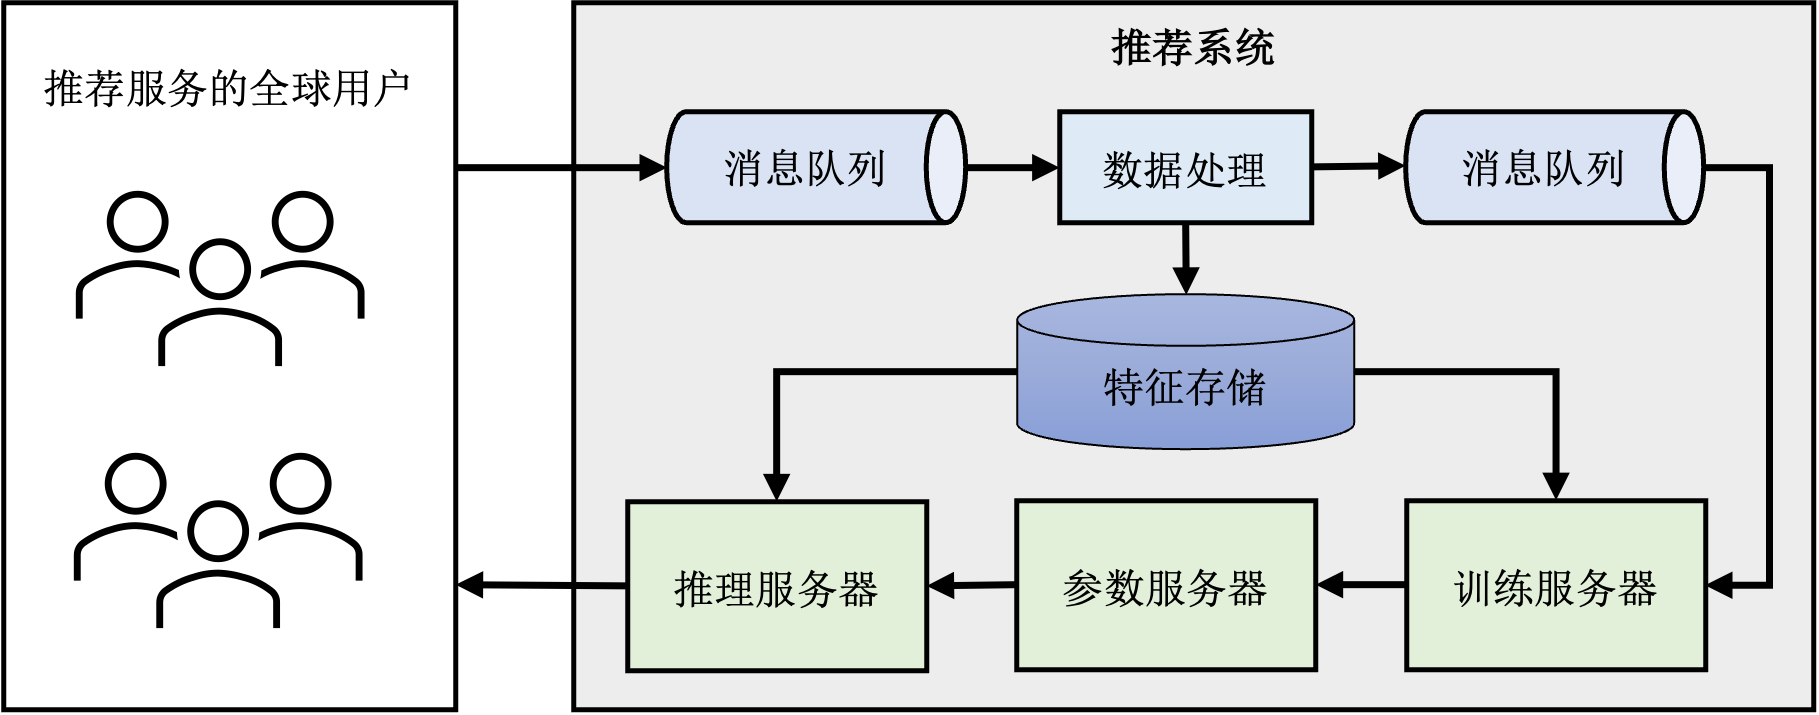 推荐服务的全球用户
推荐系统
消息队列
数据处理
消息队列
特征存储
推理服务器
参数服务器
训练服务器